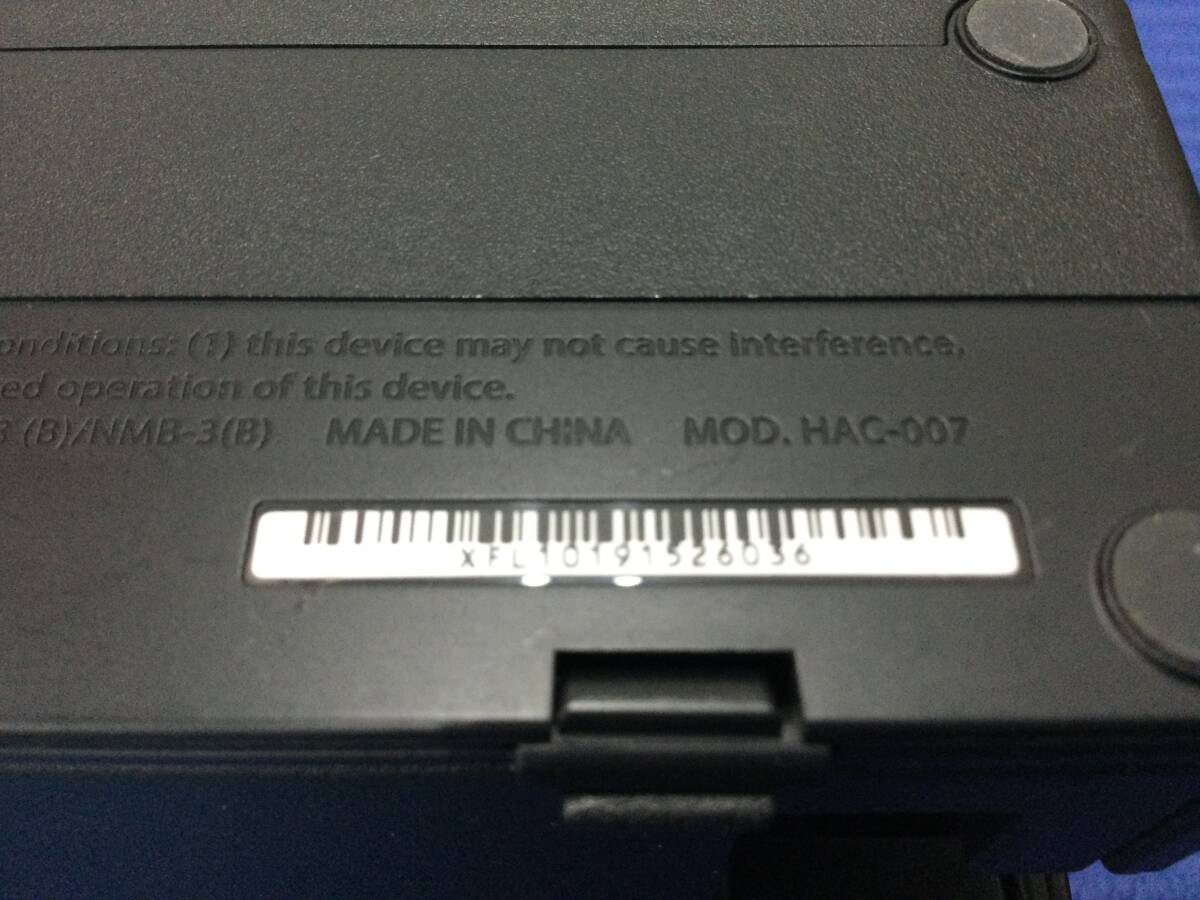 onditions: (1) this device may not cause interference,
ed operation of this device.
3 (B)/NMB-3(B) MADE IN CHINA MOD. HAC-007
XFL10191526036